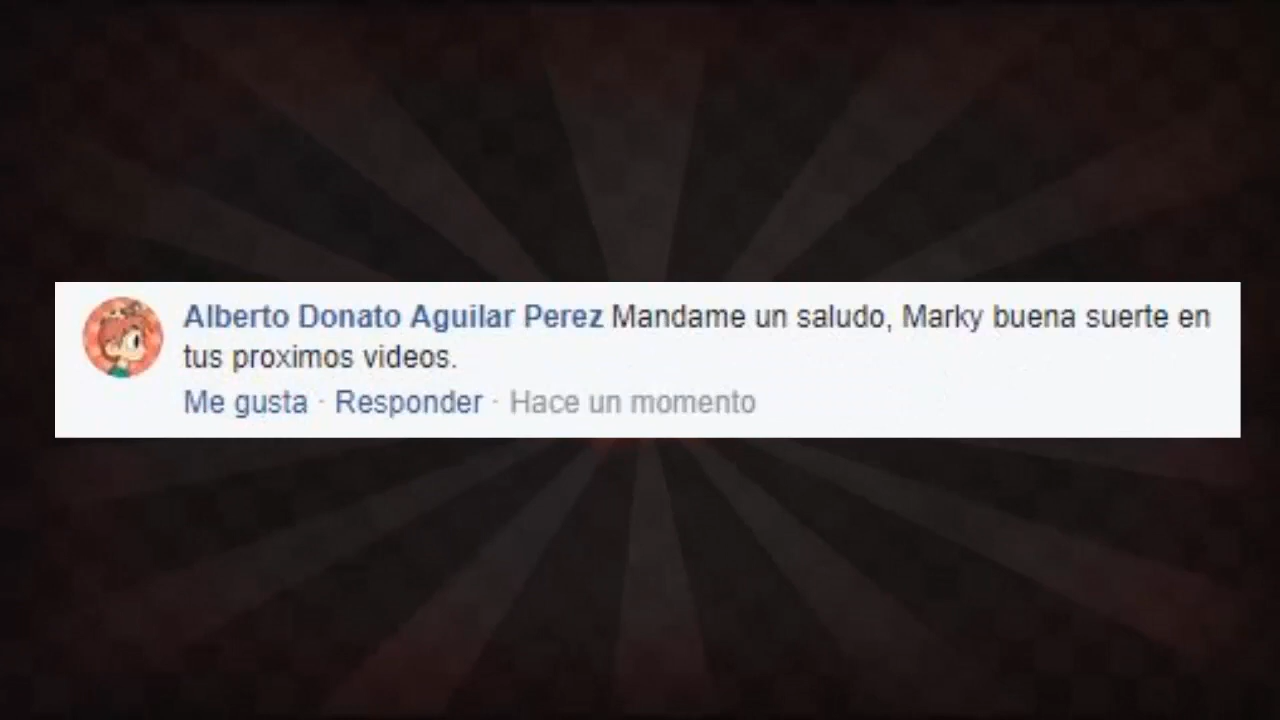 Alberto Donato Aguilar Perez Mandame un saludo, Marky buena suerte en
tus proximos videos.
Me gusta · Responder · Hace un momento